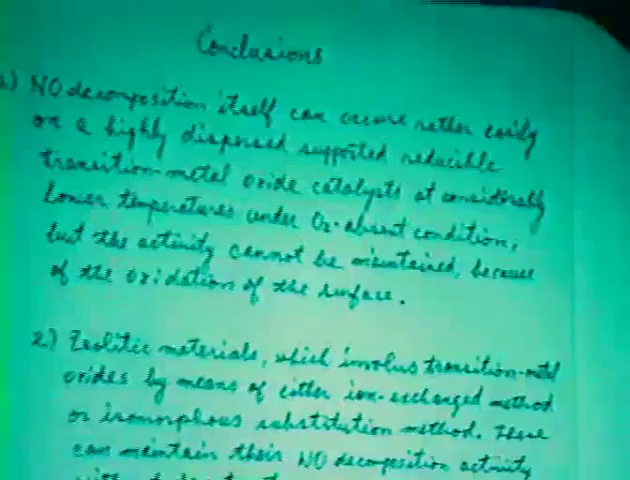 Conclusions
1) NO decomposition itself can occure rather easily
on a highly dispersed supported reducible
transition-metal oxide catalysts at considerably
lower temperatures under O2-absent condition,
but the activity cannot be maintained, because
of the oxidation of the surface.
2) Zeolitic materials, which involves transition-metal
oxides by means of either ion-exchanged method
or isomorphous substitution method. These
can maintain their NO decomposition activity